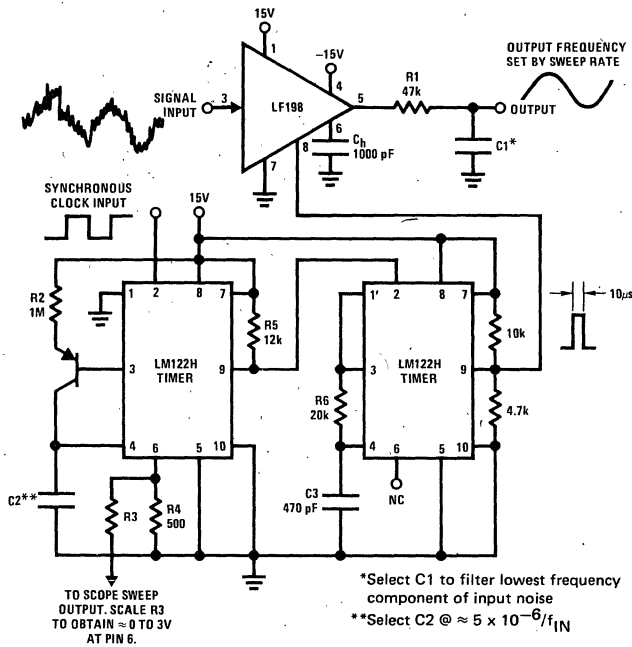 15V
1
-15V
4
OUTPUT FREQUENCY
SET BY SWEEP RATE
SIGNAL
INPUT
3
LF198
5
R1
47k
OUTPUT
6
8
Ch
1000 pF
7
C1*
SYNCHRONOUS
CLOCK INPUT
15V
R2
1M
1
2
8
7
R5
12k
LM122H
TIMER
3
9
4
6
5
10
C2**
R3
R4
500
1'
2
8
7
10k
LM122H
TIMER
3
9
R6
20k
4.7k
4
6
5
10
C3
470 pF
NC
10μs
TO SCOPE SWEEP
OUTPUT. SCALE R3
TO OBTAIN ≈ 0 TO 3V
AT PIN 6.
*Select C1 to filter lowest frequency
component of input noise
**Select C2 @ ≈ 5 x 10⁻⁶/fIN